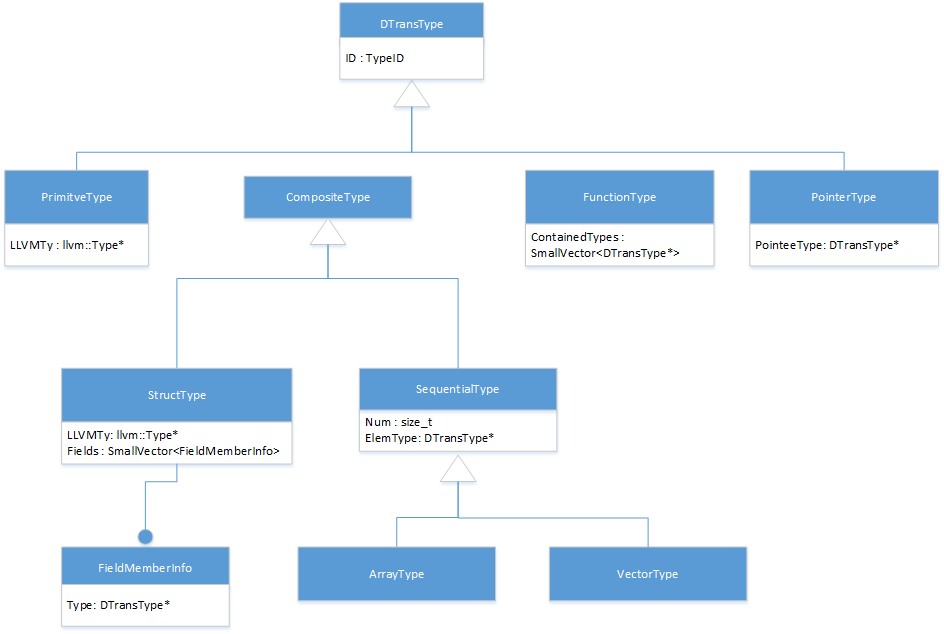 DTransType
ID : TypeID
PrimitveType
LLVMTy : llvm::Type*
CompositeType
FunctionType
ContainedTypes :
SmallVector<DTransType*>
PointerType
PointeeType: DTransType*
StructType
LLVMTy: llvm::Type*
Fields : SmallVector<FieldMemberInfo>
SequentialType
Num : size_t
ElemType: DTransType*
FieldMemberInfo
Type: DTransType*
ArrayType
VectorType